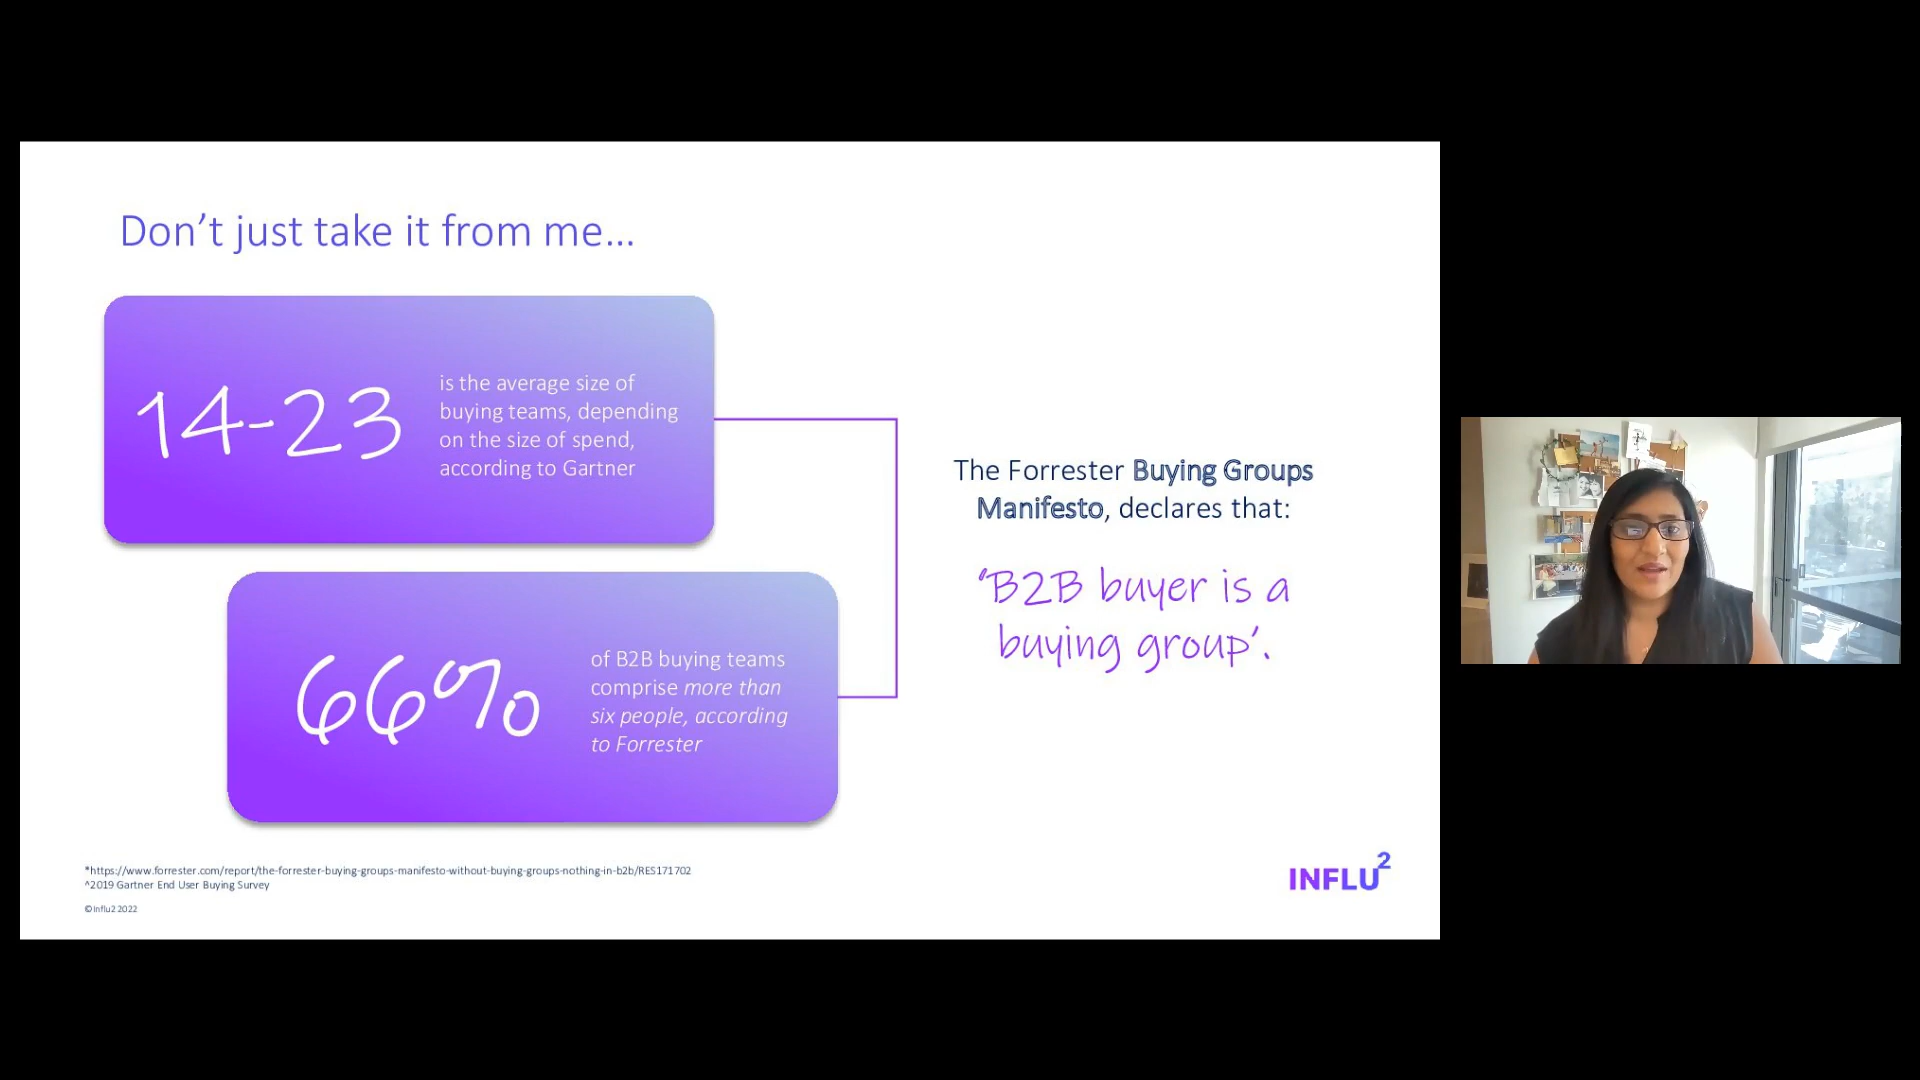 Don’t just take it from me...
14-23
is the average size of
buying teams, depending
on the size of spend,
according to Gartner
66%
of B2B buying teams
comprise more than
six people, according
to Forrester
The Forrester Buying Groups
Manifesto, declares that:
‘B2B buyer is a
buying group’.
*https://www.forrester.com/report/the-forrester-buying-groups-manifesto-without-buying-groups-nothing-in-b2b/RES171702
^2019 Gartner End User Buying Survey
©Influ2 2022
INFLU2